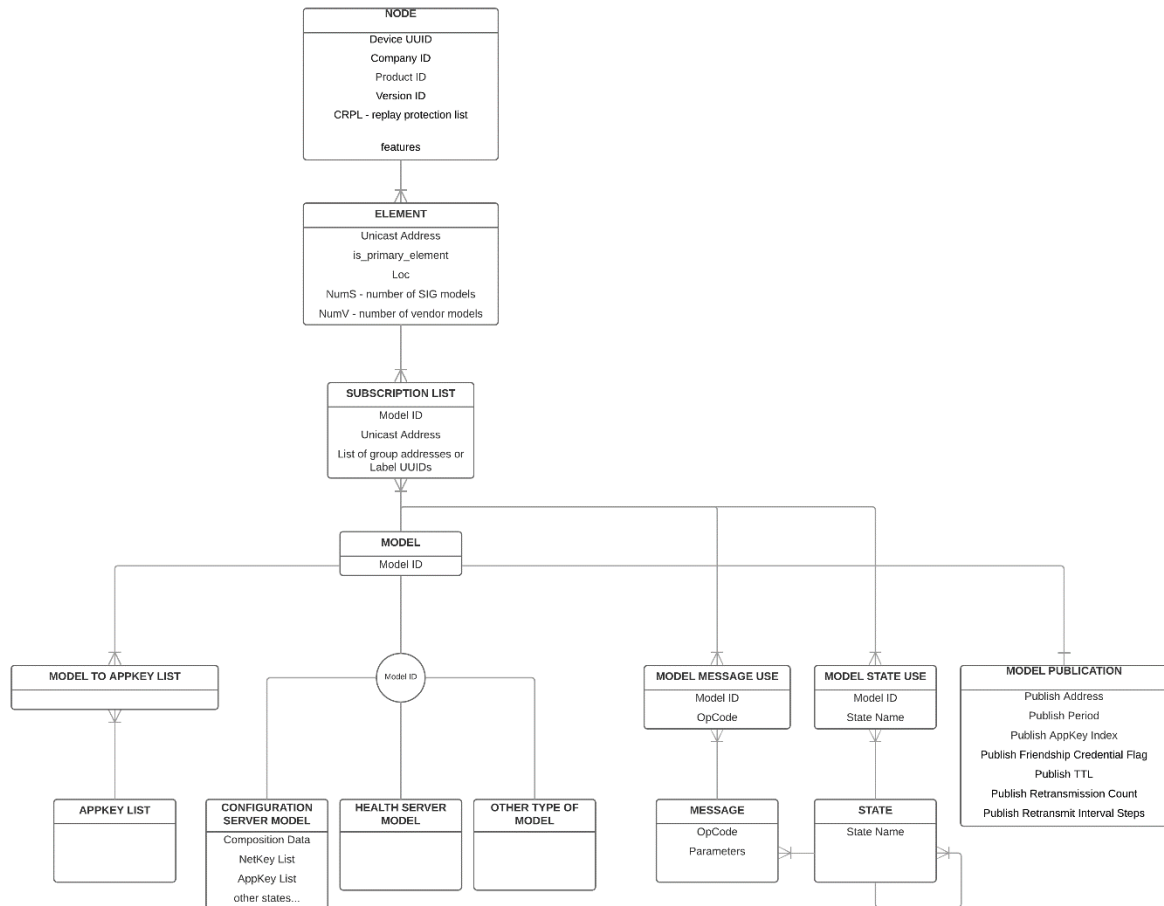 NODE
Device UUID
Company ID
Product ID
Version ID
CRPL - replay protection list
features
ELEMENT
Unicast Address
is_primary_element
Loc
NumS - number of SIG models
NumV - number of vendor models
SUBSCRIPTION LIST
Model ID
Unicast Address
List of group addresses or
Label UUIDs
MODEL
Model ID
MODEL TO APPKEY LIST
Model ID
MODEL MESSAGE USE
Model ID
OpCode
MODEL STATE USE
Model ID
State Name
MODEL PUBLICATION
Publish Address
Publish Period
Publish AppKey Index
Publish Friendship Credential Flag
Publish TTL
Publish Retransmission Count
Publish Retransmit Interval Steps
APPKEY LIST
CONFIGURATION
SERVER MODEL
Composition Data
NetKey List
AppKey List
other states...
HEALTH SERVER
MODEL
OTHER TYPE OF
MODEL
MESSAGE
OpCode
Parameters
STATE
State Name